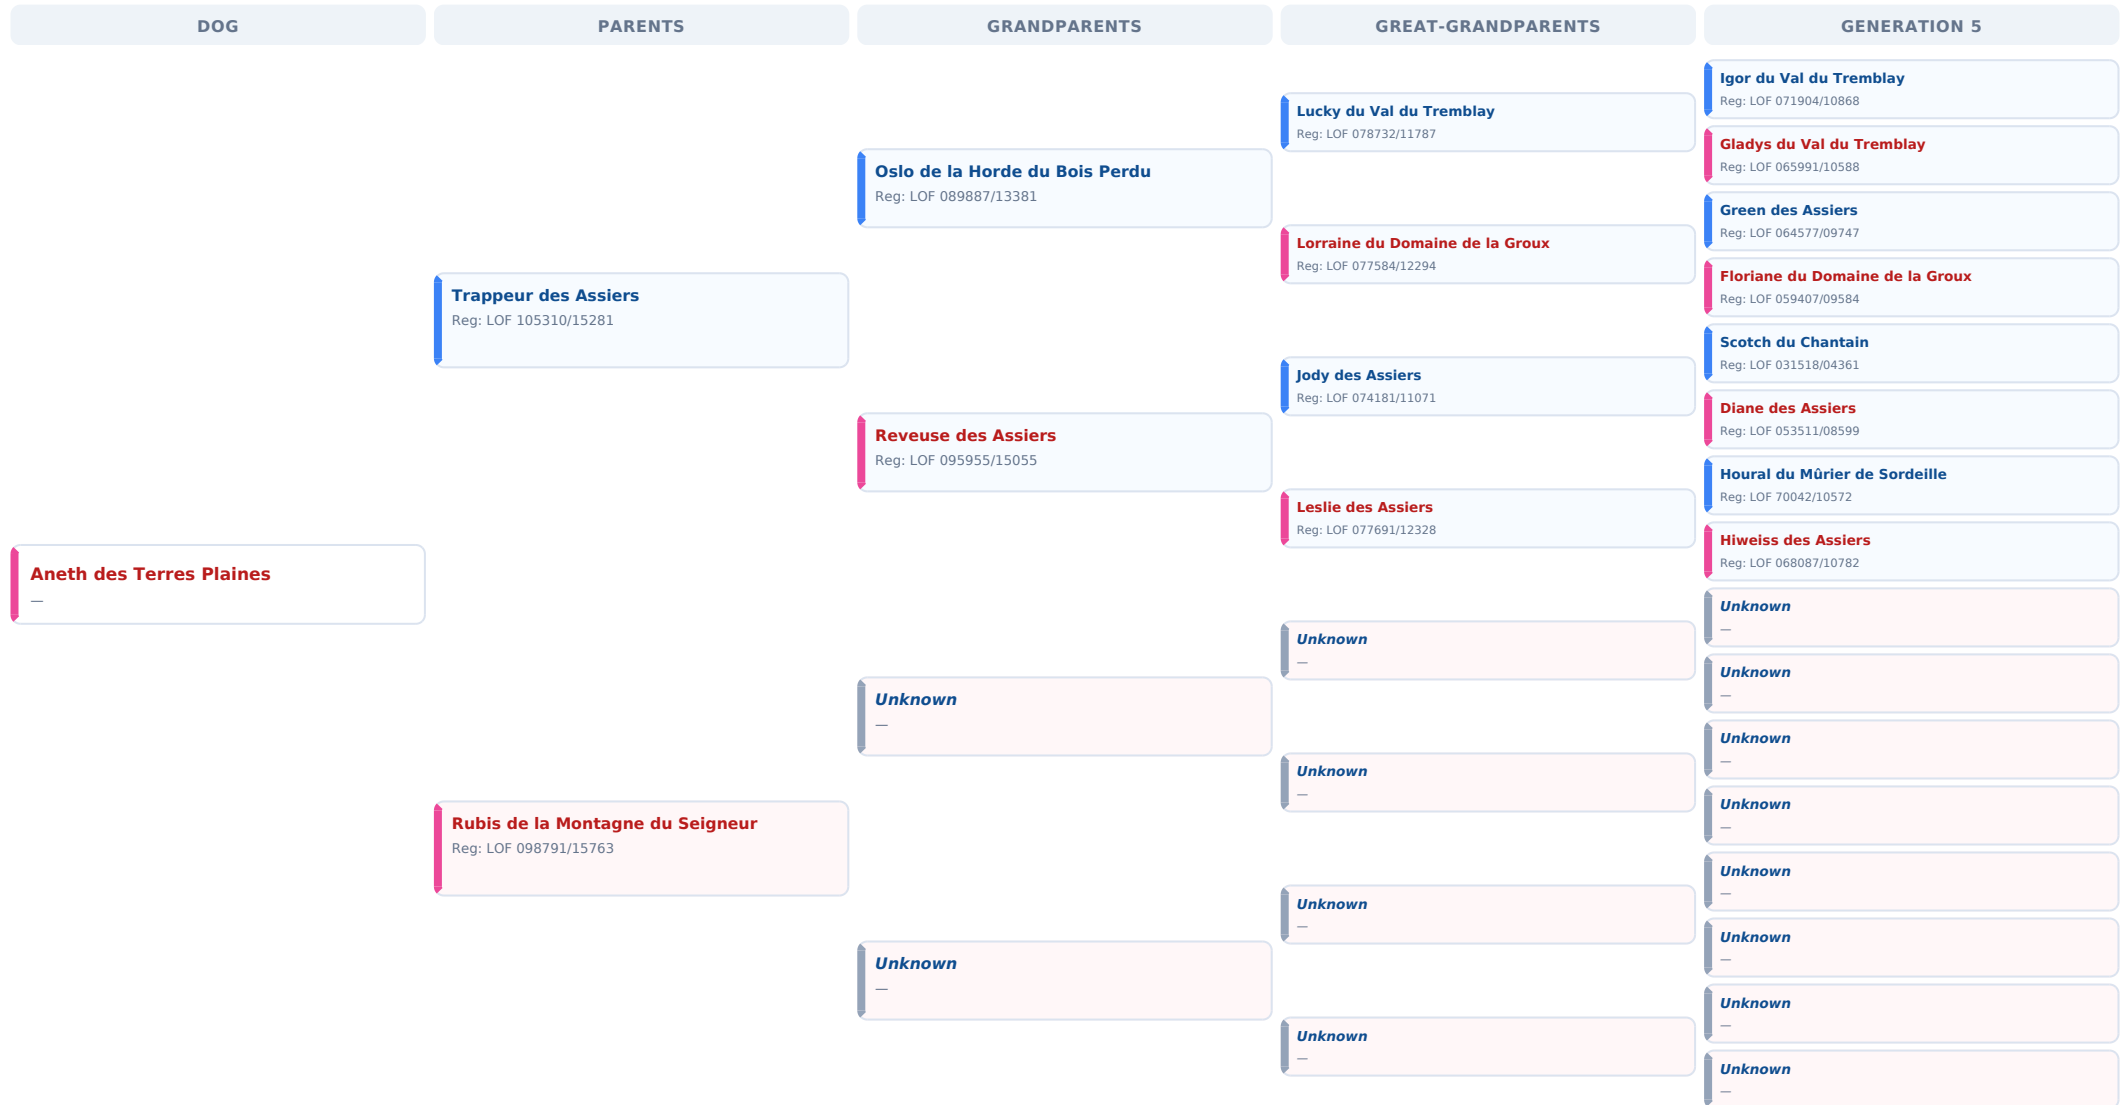 DOG
PARENTS
GRANDPARENTS
GREAT-GRANDPARENTS
GENERATION 5
Aneth des Terres Plaines
—
Trappeur des Assiers
Reg: LOF 105310/15281
Rubis de la Montagne du Seigneur
Reg: LOF 098791/15763
Oslo de la Horde du Bois Perdu
Reg: LOF 089887/13381
Reveuse des Assiers
Reg: LOF 095955/15055
Unknown
—
Unknown
—
Lucky du Val du Tremblay
Reg: LOF 078732/11787
Lorraine du Domaine de la Groux
Reg: LOF 077584/12294
Jody des Assiers
Reg: LOF 074181/11071
Leslie des Assiers
Reg: LOF 077691/12328
Unknown
—
Unknown
—
Unknown
—
Unknown
—
Igor du Val du Tremblay
Reg: LOF 071904/10868
Gladys du Val du Tremblay
Reg: LOF 065991/10588
Green des Assiers
Reg: LOF 064577/09747
Floriane du Domaine de la Groux
Reg: LOF 059407/09584
Scotch du Chantain
Reg: LOF 031518/04361
Diane des Assiers
Reg: LOF 053511/08599
Houral du Mûrier de Sordeille
Reg: LOF 70042/10572
Hiweiss des Assiers
Reg: LOF 068087/10782
Unknown
—
Unknown
—
Unknown
—
Unknown
—
Unknown
—
Unknown
—
Unknown
—
Unknown
—